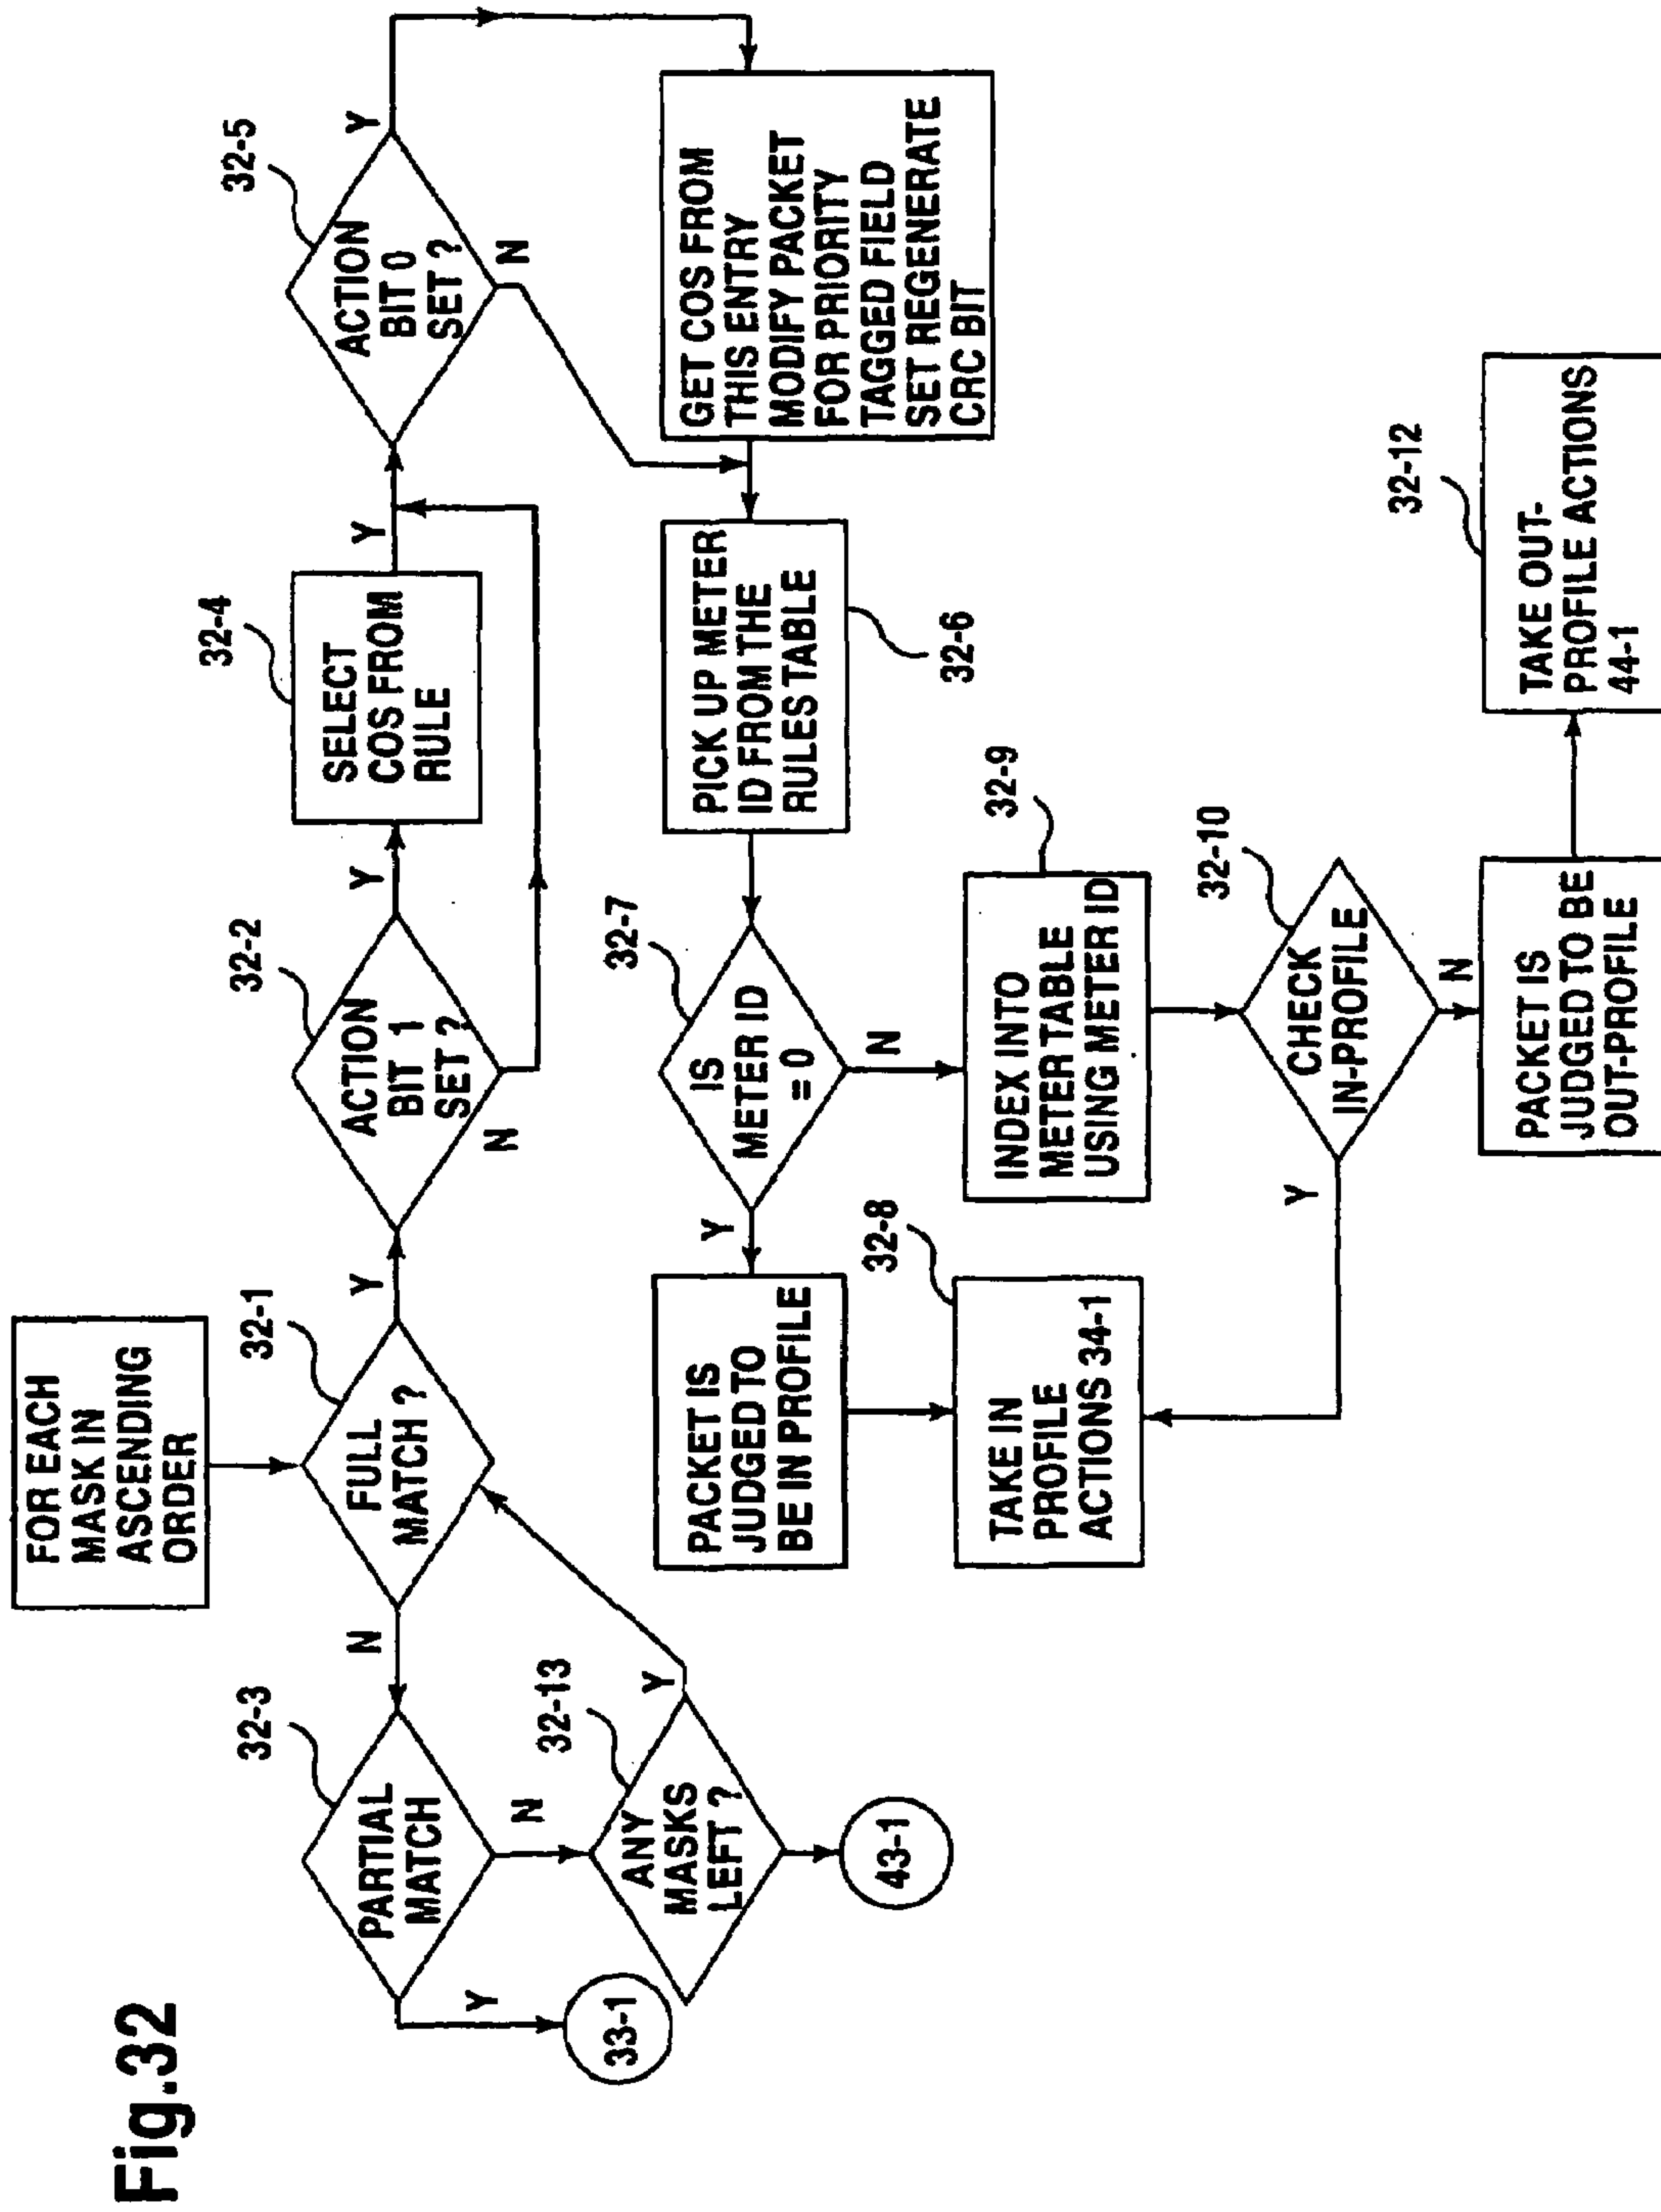 Fig.32
FOR EACH
MASK IN
ASCENDING
ORDER
32-1
FULL
MATCH ?
Y
N
32-2
ACTION
BIT 1
SET ?
Y
N
32-4
SELECT
COS FROM
RULE
Y
32-5
ACTION
BIT 0
SET ?
Y
N
GET COS FROM
THIS ENTRY
MODIFY PACKET
FOR PRIORITY
TAGGED FIELD
SET REGENERATE
CRC BIT
32-3
PARTIAL
MATCH
Y
N
33-1
32-13
ANY
MASKS
LEFT ?
Y
43-1
PICK UP METER
ID FROM THE
RULES TABLE
32-6
32-7
IS
METER ID
= 0
Y
N
PACKET IS
JUDGED TO
BE IN PROFILE
32-8
TAKE IN
PROFILE
ACTIONS 34-1
32-9
INDEX INTO
METER TABLE
USING METER ID
32-10
CHECK
IN-PROFILE
Y
N
PACKET IS
JUDGED TO BE
OUT-PROFILE
32-12
TAKE OUT-
PROFILE ACTIONS
44-1